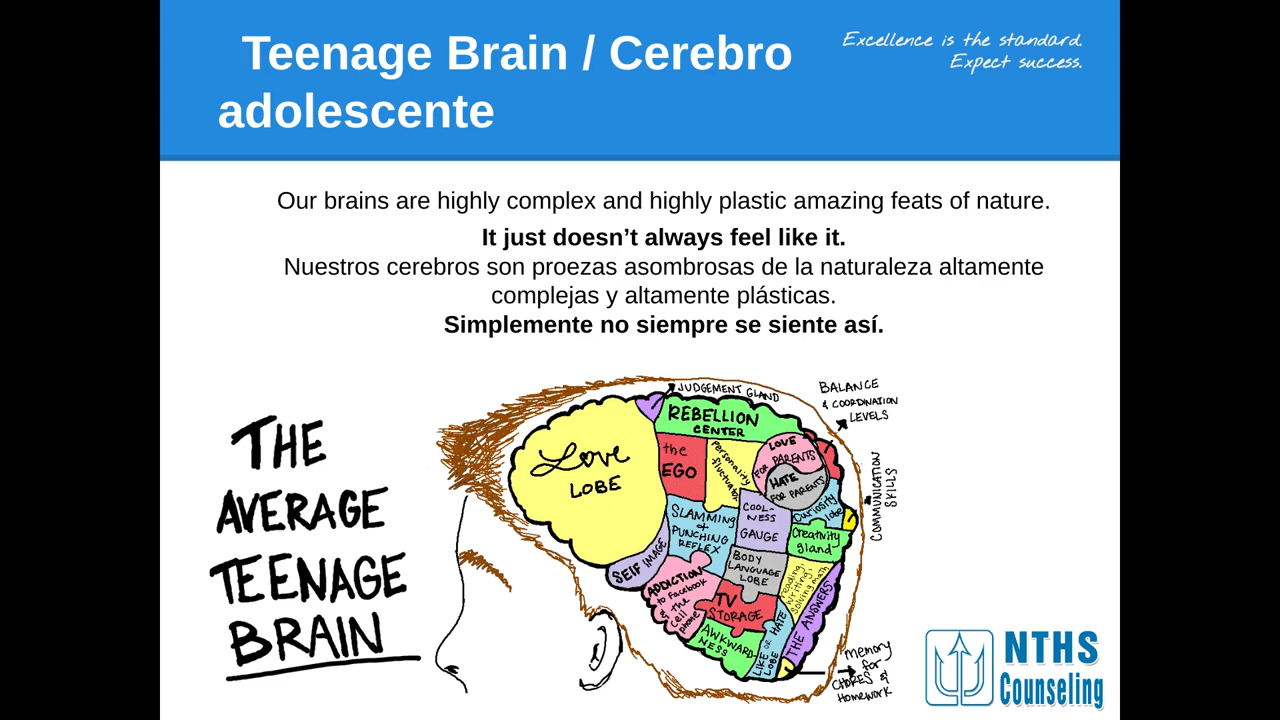 Teenage Brain / Cerebro
adolescente
Excellence is the standard.
Expect success.
Our brains are highly complex and highly plastic amazing feats of nature.
It just doesn’t always feel like it.
Nuestros cerebros son proezas asombrosas de la naturaleza altamente
complejas y altamente plásticas.
Simplemente no siempre se siente así.
THE
AVERAGE
TEENAGE
BRAIN
JUDGEMENT GLAND
BALANCE
& COORDINATION
LEVELS
REBELLION
CENTER
Love
LOBE
the
EGO
Personality
fluctuator
LOVE
FOR PARENTS
HATE
FOR PARENTS
COMMUNICATION
SKILLS
SLAMMING
+
PUNCHING
REFLEX
COOL-
NESS
GAUGE
Curiosity
lobe
Creativity
gland
SELF IMAGE
BODY
LANGUAGE
LOBE
ADDICTION
to Facebook
& the
Cell
phone
TV
STORAGE
reading,
writing,
solving math
THE ANSWERS
AWKWARD-
NESS
LIKE OR HATE
LOBE
Memory
for
CHORES &
Homework
NTHS
Counseling